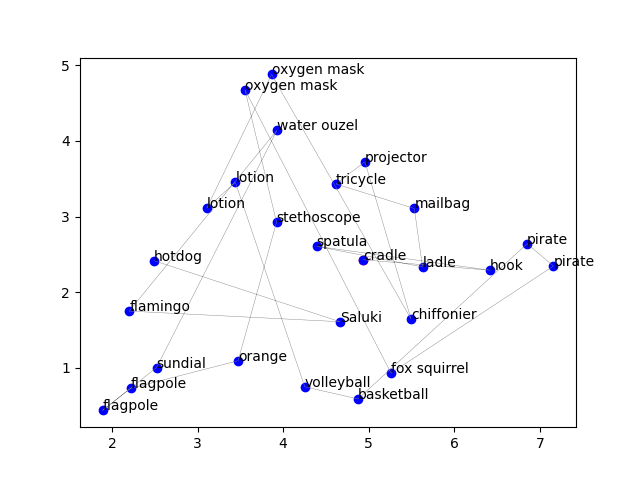 5
oxygen mask
oxygen mask
4
water ouzel
projector
tricycle
lotion
mailbag
lotion
3
stethoscope
pirate
spatula
hotdog
cradle
ladle
hook
pirate
2
flamingo
Saluki
chiffonier
1
sundial
orange
fox squirrel
flagpole
volleyball
basketball
flagpole
2 3 4 5 6 7